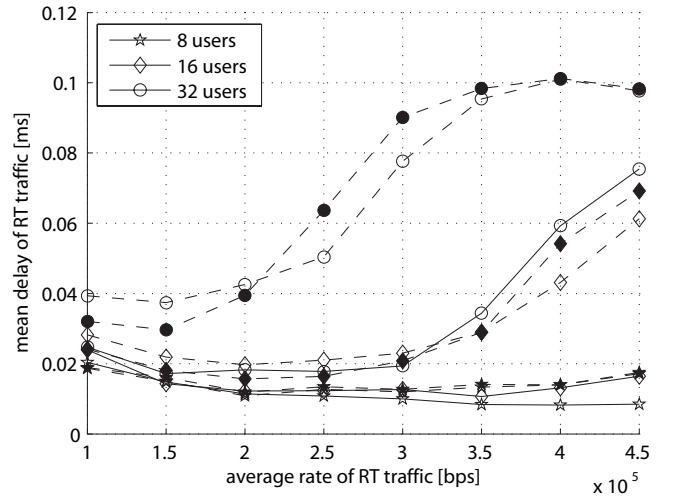 0.12
8 users
16 users
32 users
0.1
0.08
0.06
0.04
0.02
0
mean delay of RT traffic [ms]
1 1.5 2 2.5 3 3.5 4 4.5
average rate of RT traffic [bps]
x 10 5